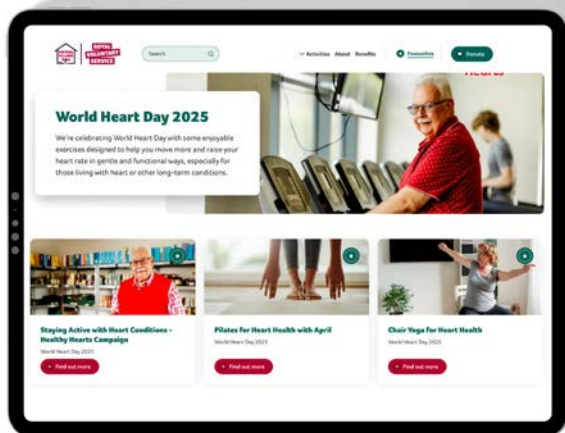 ROYAL
VOLUNTARY
SERVICE
Search
Activities About Benefits
Favourites
Donate
World Heart Day 2025
We're celebrating World Heart Day with some enjoyable
exercises designed to help you move more and raise your
heart rate in gentle and functional ways, especially for
those living with heart or other long-term conditions.
Staying Active with Heart Conditions –
Healthy Hearts Campaign
World Heart Day 2025
Find out more
Pilates for Heart Health with April
World Heart Day 2025
Find out more
Chair Yoga for Heart Health
World Heart Day 2025
Find out more